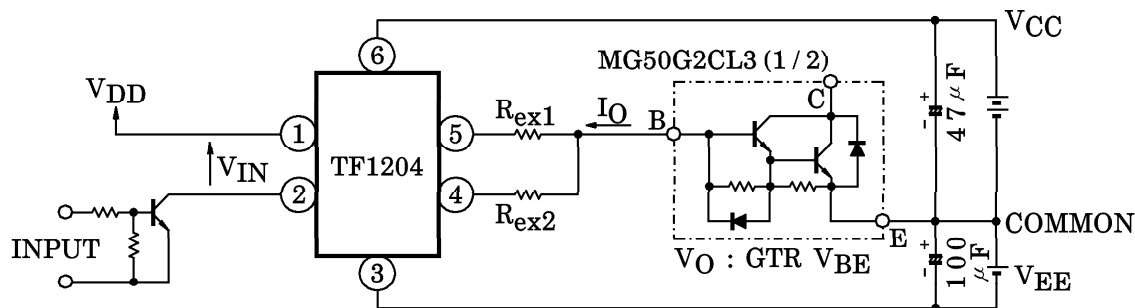 VCC
6
MG50G2CL3 (1/2)
C
+
47μF
-
VDD
Rex1
IO
B
1
5
TF1204
VIN
2
4
Rex2
INPUT
E
COMMON
3
VO : GTR VBE
+
100μF
-
VEE